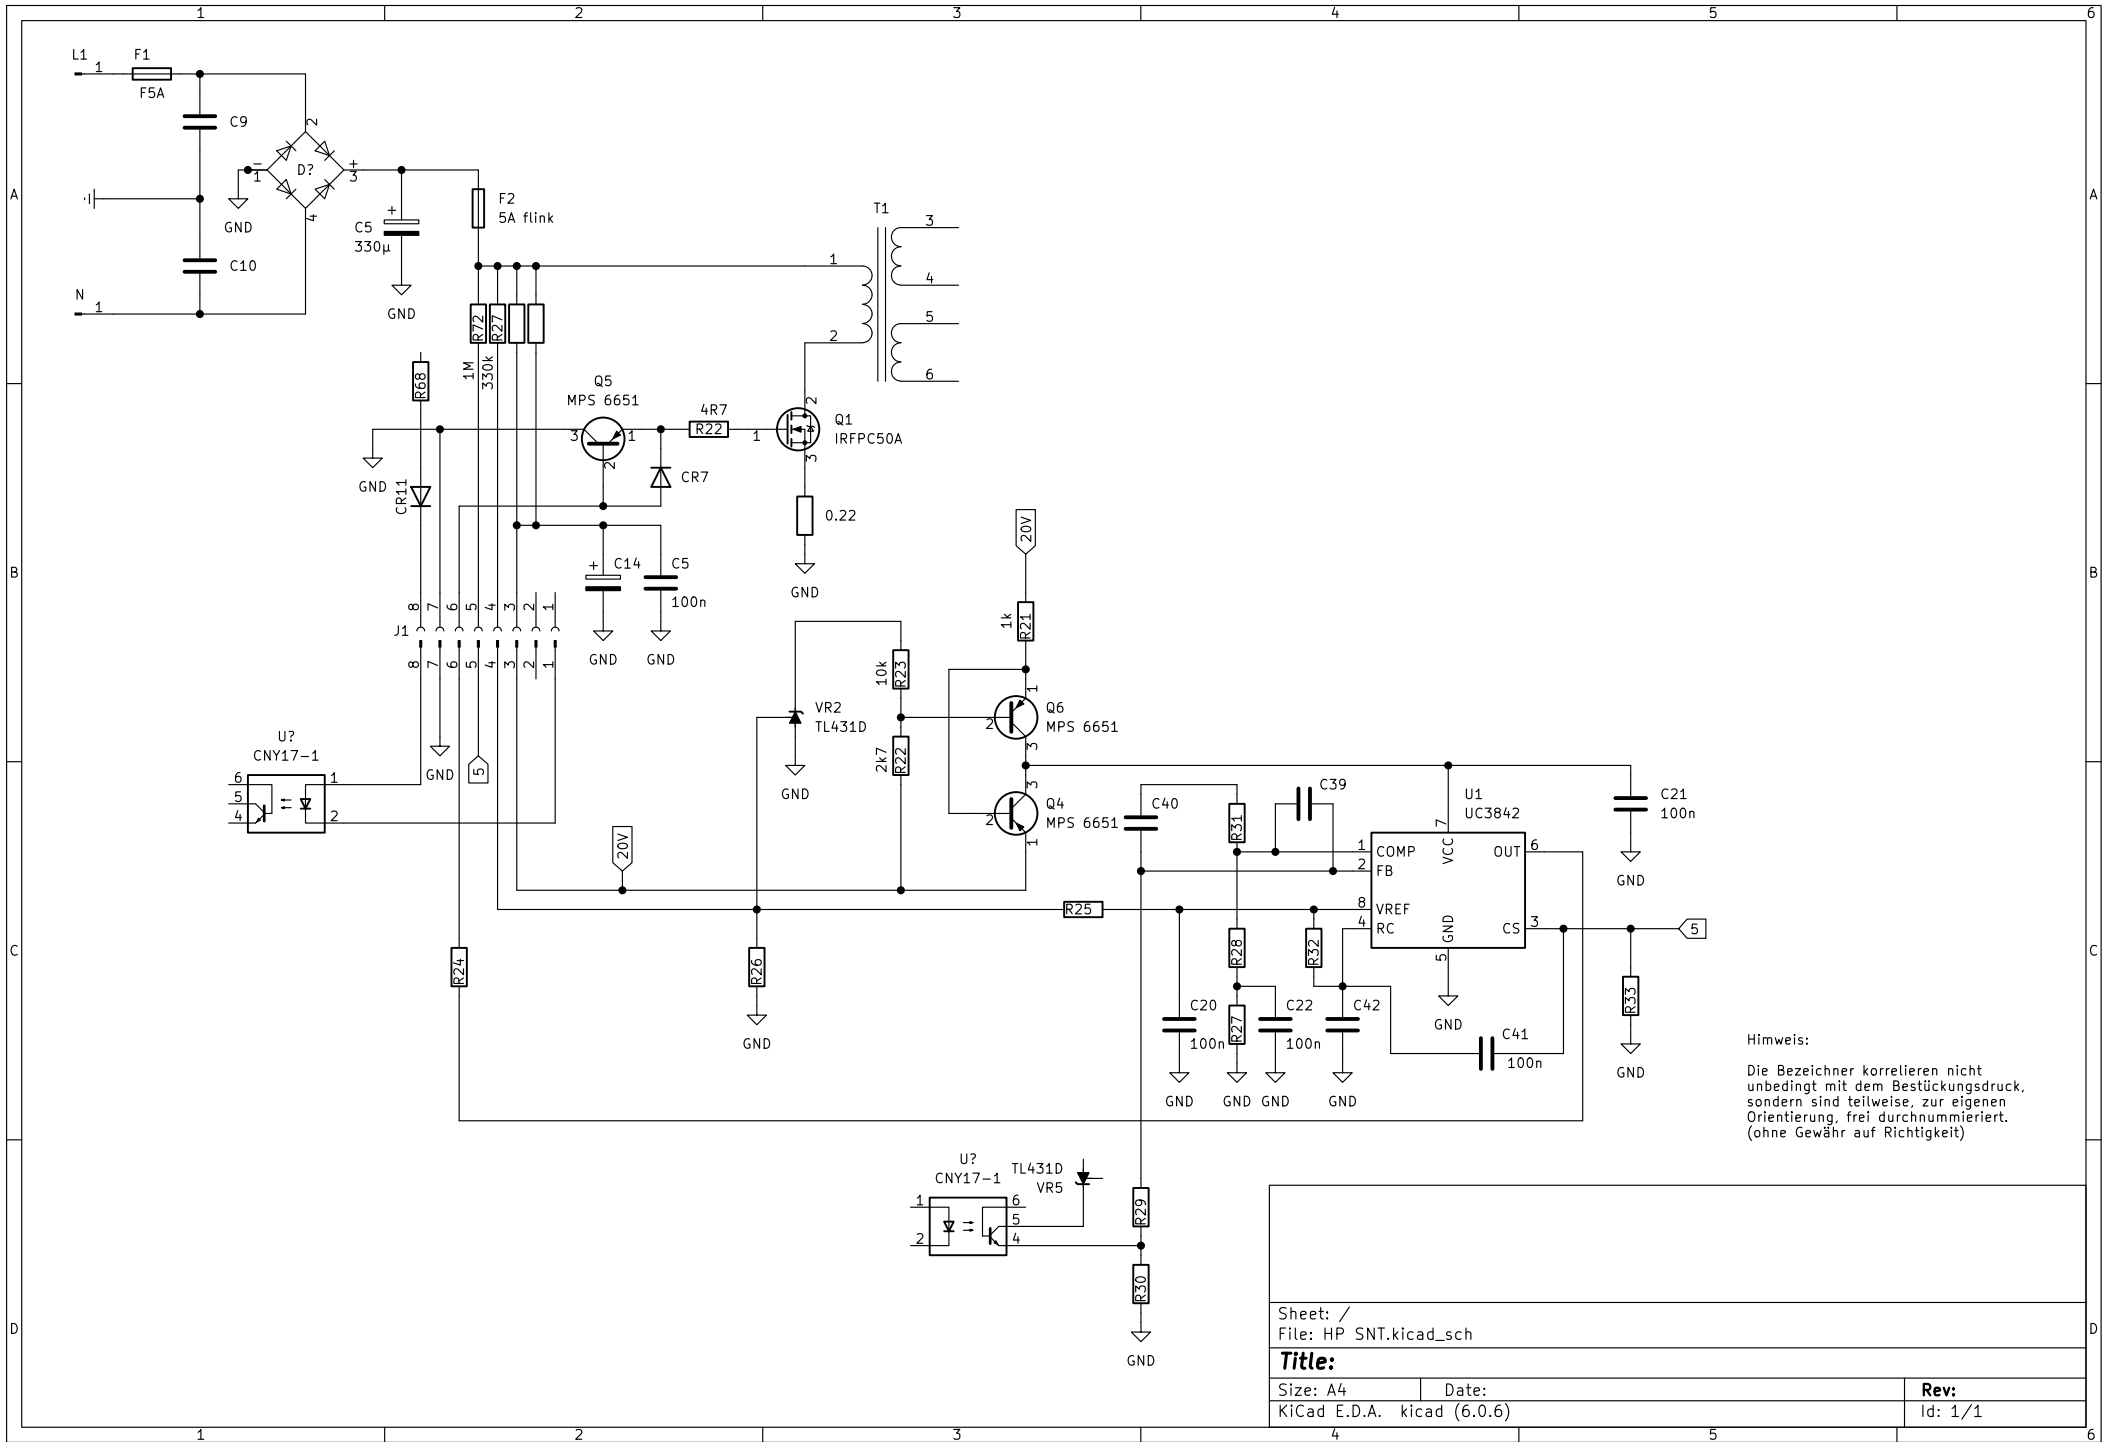 1 2 3 4 5 6
A A
B B
C C
D D
1 2 3 4 5 6
L1 1
F1
F5A
C9
C10
N 1
D?
2
− 1
+ 3
4
GND
+
C5
330µ
GND
F2
5A flink
R72
R27
1M
330k
T1
1
2
3
4
5
6
R68
CR11
GND
Q5
MPS 6651
3
1
2
CR7
4R7
R22
1
2
3
Q1
IRFPC50A
0.22
GND
+
C14
GND
C5
100n
GND
J1
8 7 6 5 4 3 2 1
8 7 6 5 4 3 2 1
GND
5
U?
CNY17-1
6
5
4
1
2
20V
R24
VR2
TL431D
GND
10k
R23
2k7
R22
20V
1k
R21
1
2
3
Q6
MPS 6651
3
2
1
Q4
MPS 6651
R25
R26
GND
C40
R31
C39
U1
UC3842
7
VCC
1 COMP
2 FB
8 VREF
4 RC
GND
5
OUT 6
CS 3
GND
C21
100n
GND
5
R33
GND
R28
R32
C20
100n
GND
R27
GND
C22
100n
GND
C42
GND
C41
100n
U?
CNY17-1
1
2
6
5
4
TL431D
VR5
R29
R30
GND
Himweis:
Die Bezeichner korrelieren nicht
unbedingt mit dem Bestückungsdruck,
sondern sind teilweise, zur eigenen
Orientierung, frei durchnummieriert.
(ohne Gewähr auf Richtigkeit)
Sheet: /
File: HP SNT.kicad_sch
Title:
Size: A4 Date: Rev:
KiCad E.D.A. kicad (6.0.6) Id: 1/1